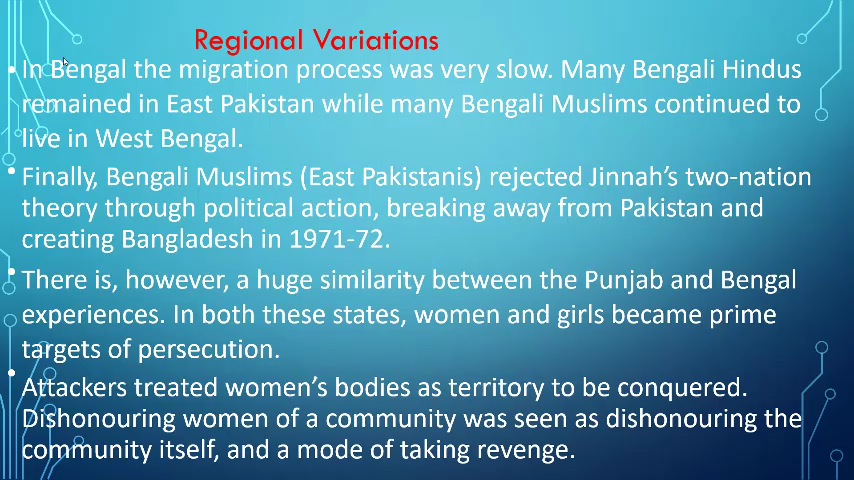 Regional Variations
• In Bengal the migration process was very slow. Many Bengali Hindus
remained in East Pakistan while many Bengali Muslims continued to
live in West Bengal.
• Finally, Bengali Muslims (East Pakistanis) rejected Jinnah’s two-nation
theory through political action, breaking away from Pakistan and
creating Bangladesh in 1971-72.
• There is, however, a huge similarity between the Punjab and Bengal
experiences. In both these states, women and girls became prime
targets of persecution.
• Attackers treated women’s bodies as territory to be conquered.
Dishonouring women of a community was seen as dishonouring the
community itself, and a mode of taking revenge.